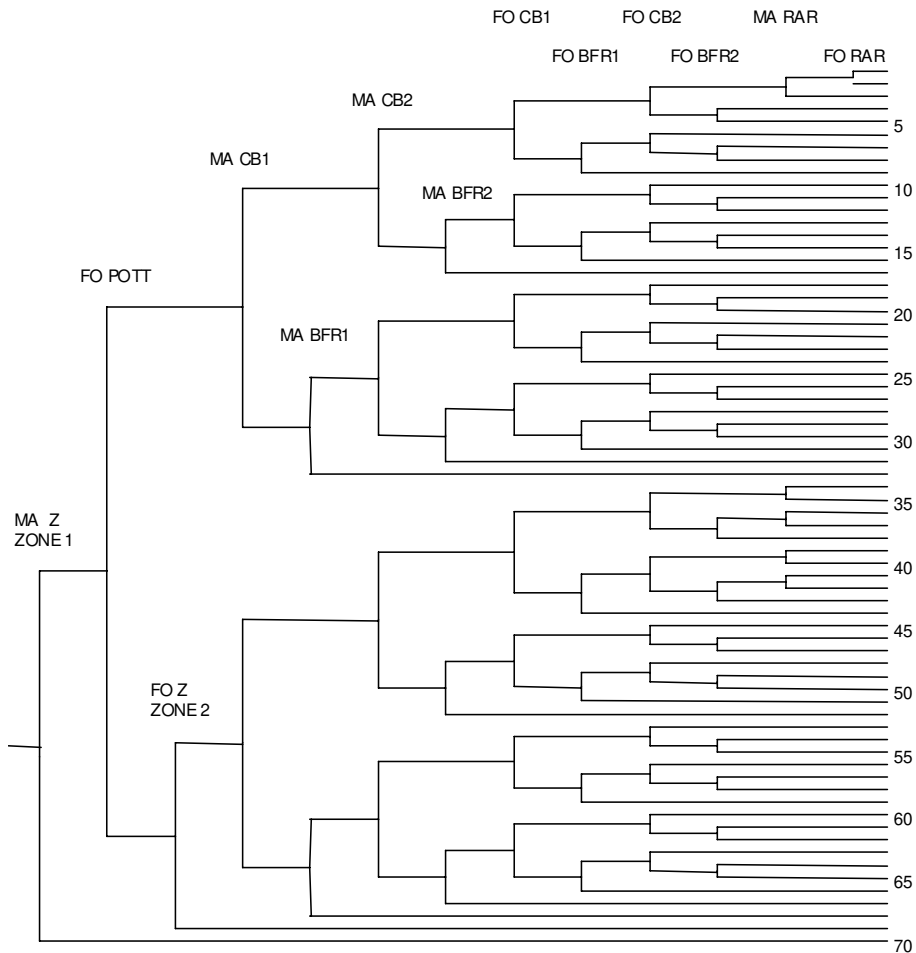 FO CB1 FO CB2 MA RAR
FO BFR1 FO BFR2 FO RAR
MA CB2
5
MA CB1
10
MA BFR2
15
FO POTT
20
MA BFR1
25
30
35
MA Z
ZONE 1
40
45
FO Z
ZONE 2
50
55
60
65
70